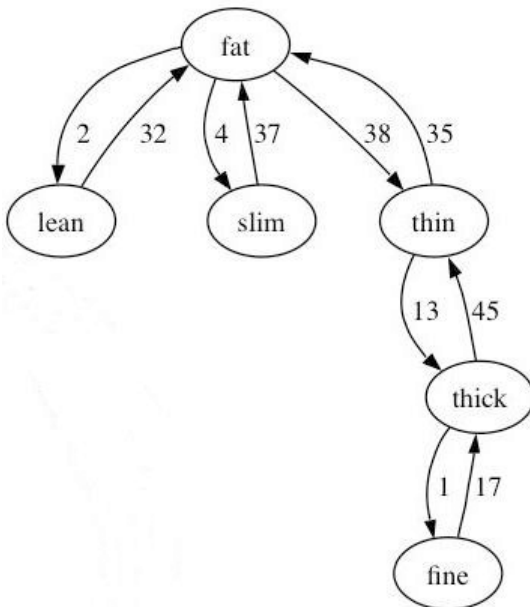 fat
2 32 4 37 38 35
lean slim thin
13 45
thick
1 17
fine